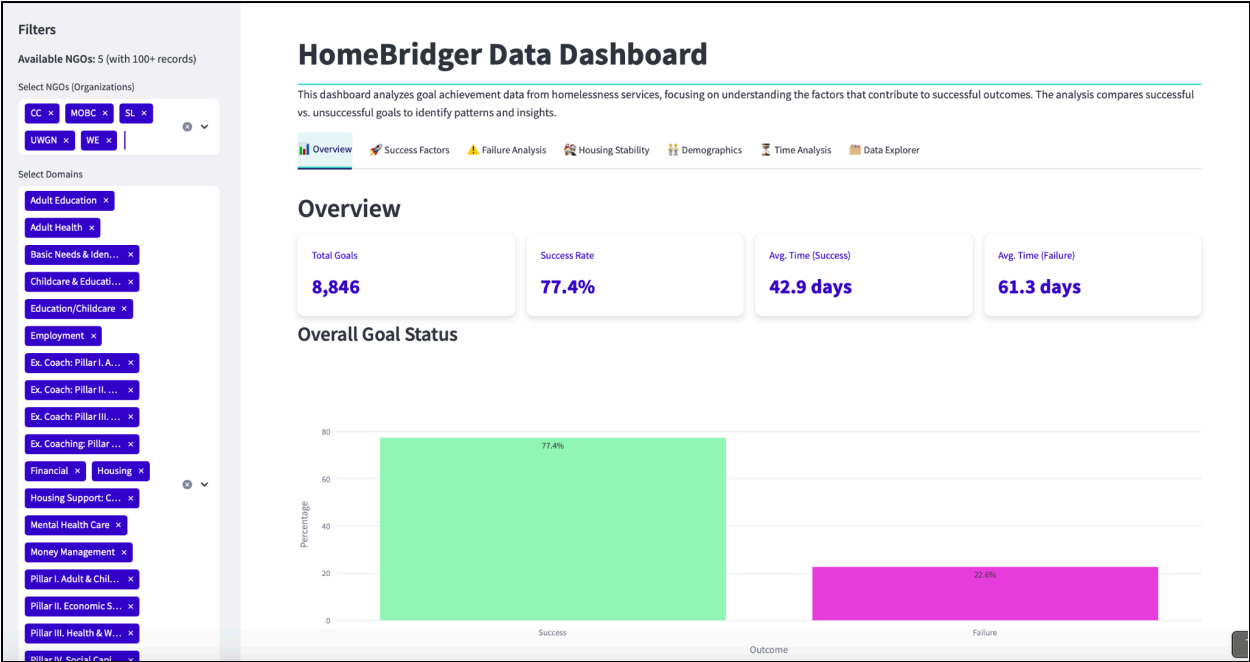 Filters
Available NGOs: 5 (with 100+ records)
Select NGOs (Organizations)
CC × MOBC × SL ×
UWGN × WE ×
Select Domains
Adult Education ×
Adult Health ×
Basic Needs & Iden... ×
Childcare & Educati... ×
Education/Childcare ×
Employment ×
Ex. Coach: Pillar I. A... ×
Ex. Coach: Pillar II. ... ×
Ex. Coach: Pillar III. ... ×
Ex. Coaching: Pillar ... ×
Financial × Housing ×
Housing Support: C... ×
Mental Health Care ×
Money Management ×
Pillar I. Adult & Chil... ×
Pillar II. Economic S... ×
Pillar III. Health & W... ×
Pillar IV. Social Capi... ×
HomeBridger Data Dashboard
This dashboard analyzes goal achievement data from homelessness services, focusing on understanding the factors that contribute to successful outcomes. The analysis compares successful
vs. unsuccessful goals to identify patterns and insights.
Overview Success Factors Failure Analysis Housing Stability Demographics Time Analysis Data Explorer
Overview
Total Goals
8,846
Success Rate
77.4%
Avg. Time (Success)
42.9 days
Avg. Time (Failure)
61.3 days
Overall Goal Status
80
60
40
20
0
Percentage
77.4%
22.6%
Success
Failure
Outcome